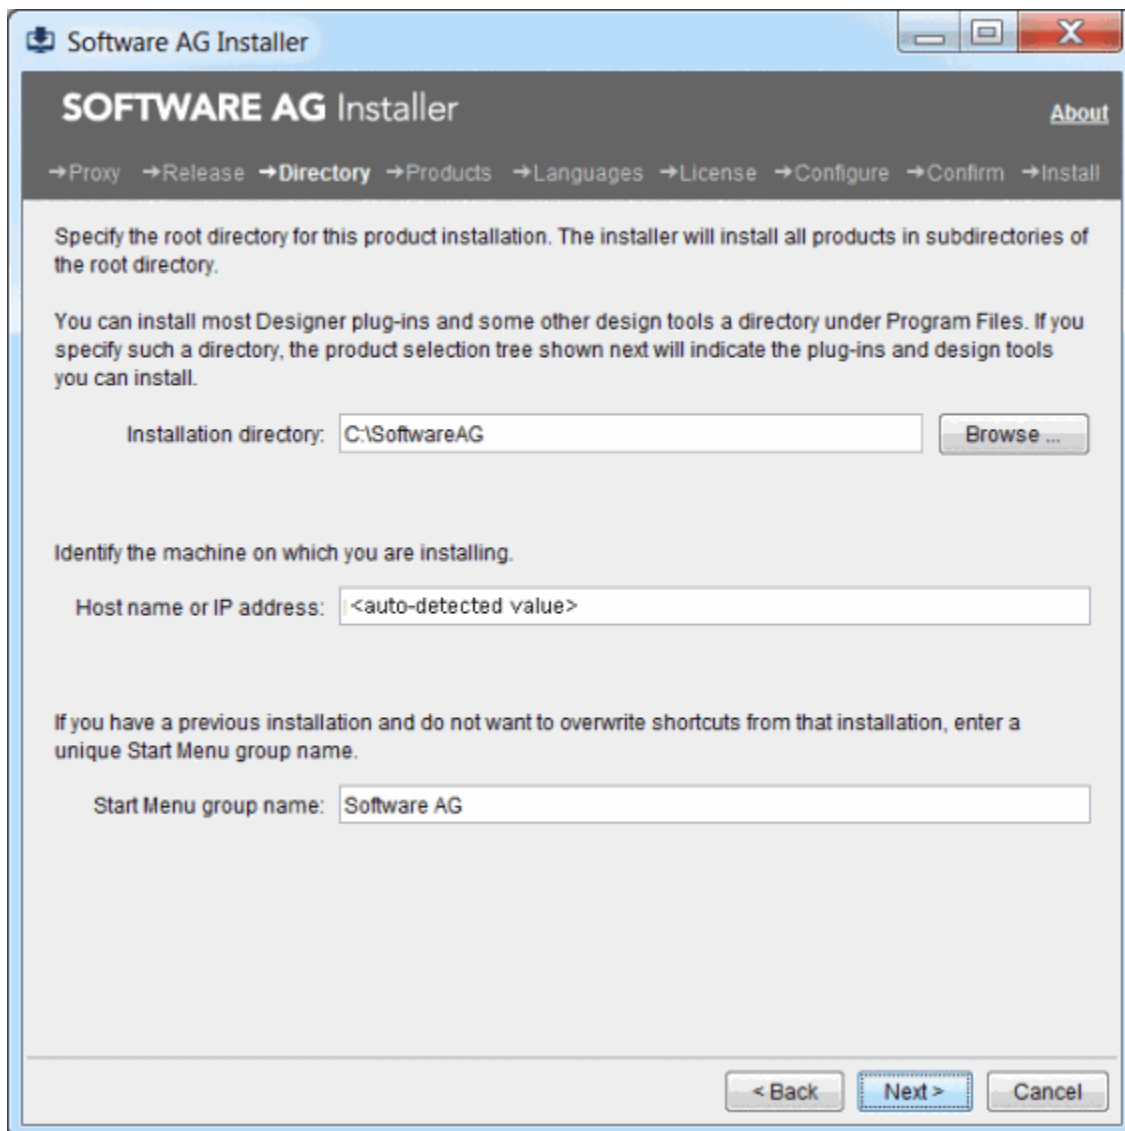 Software AG Installer
SOFTWARE AG Installer
About
→Proxy →Release →Directory →Products →Languages →License →Configure →Confirm →Install
Specify the root directory for this product installation. The installer will install all products in subdirectories of
the root directory.
You can install most Designer plug-ins and some other design tools a directory under Program Files. If you
specify such a directory, the product selection tree shown next will indicate the plug-ins and design tools
you can install.
Installation directory: C:\SoftwareAG Browse ...
Identify the machine on which you are installing.
Host name or IP address: <auto-detected value>
If you have a previous installation and do not want to overwrite shortcuts from that installation, enter a
unique Start Menu group name.
Start Menu group name: Software AG
< Back Next > Cancel